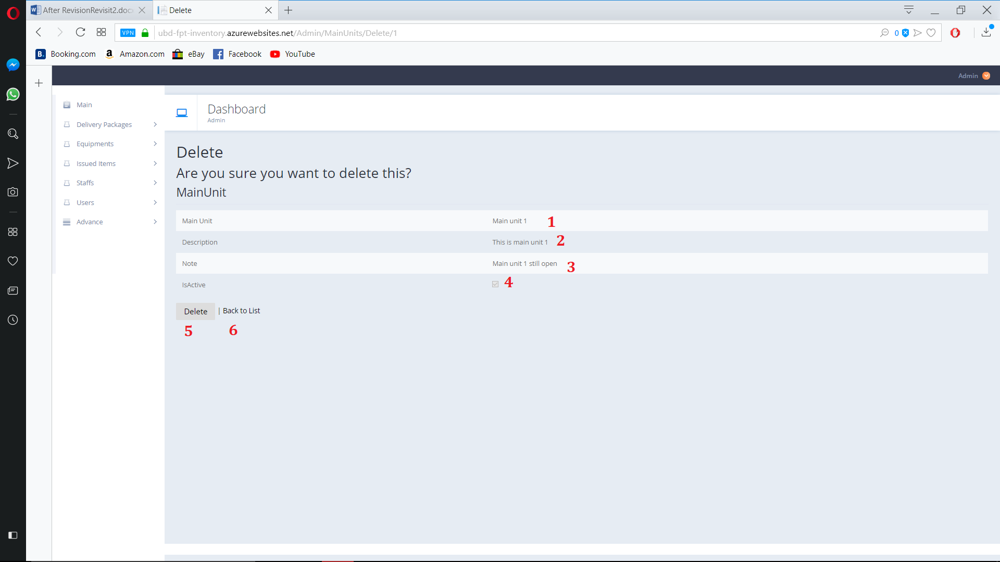 After RevisionRevisit2.docx
Delete
VPN
ubd-fpt-inventory.azurewebsites.net/Admin/MainUnits/Delete/1
0
B. Booking.com
a Amazon.com
eBay
Facebook
YouTube
Admin
Main
Delivery Packages
Equipments
Issued Items
Staffs
Users
Advance
Dashboard
Admin
Delete
Are you sure you want to delete this?
MainUnit
Main Unit Main unit 1 1
Description This is main unit 1 2
Note Main unit 1 still open 3
IsActive 4
Delete | Back to List
5 6